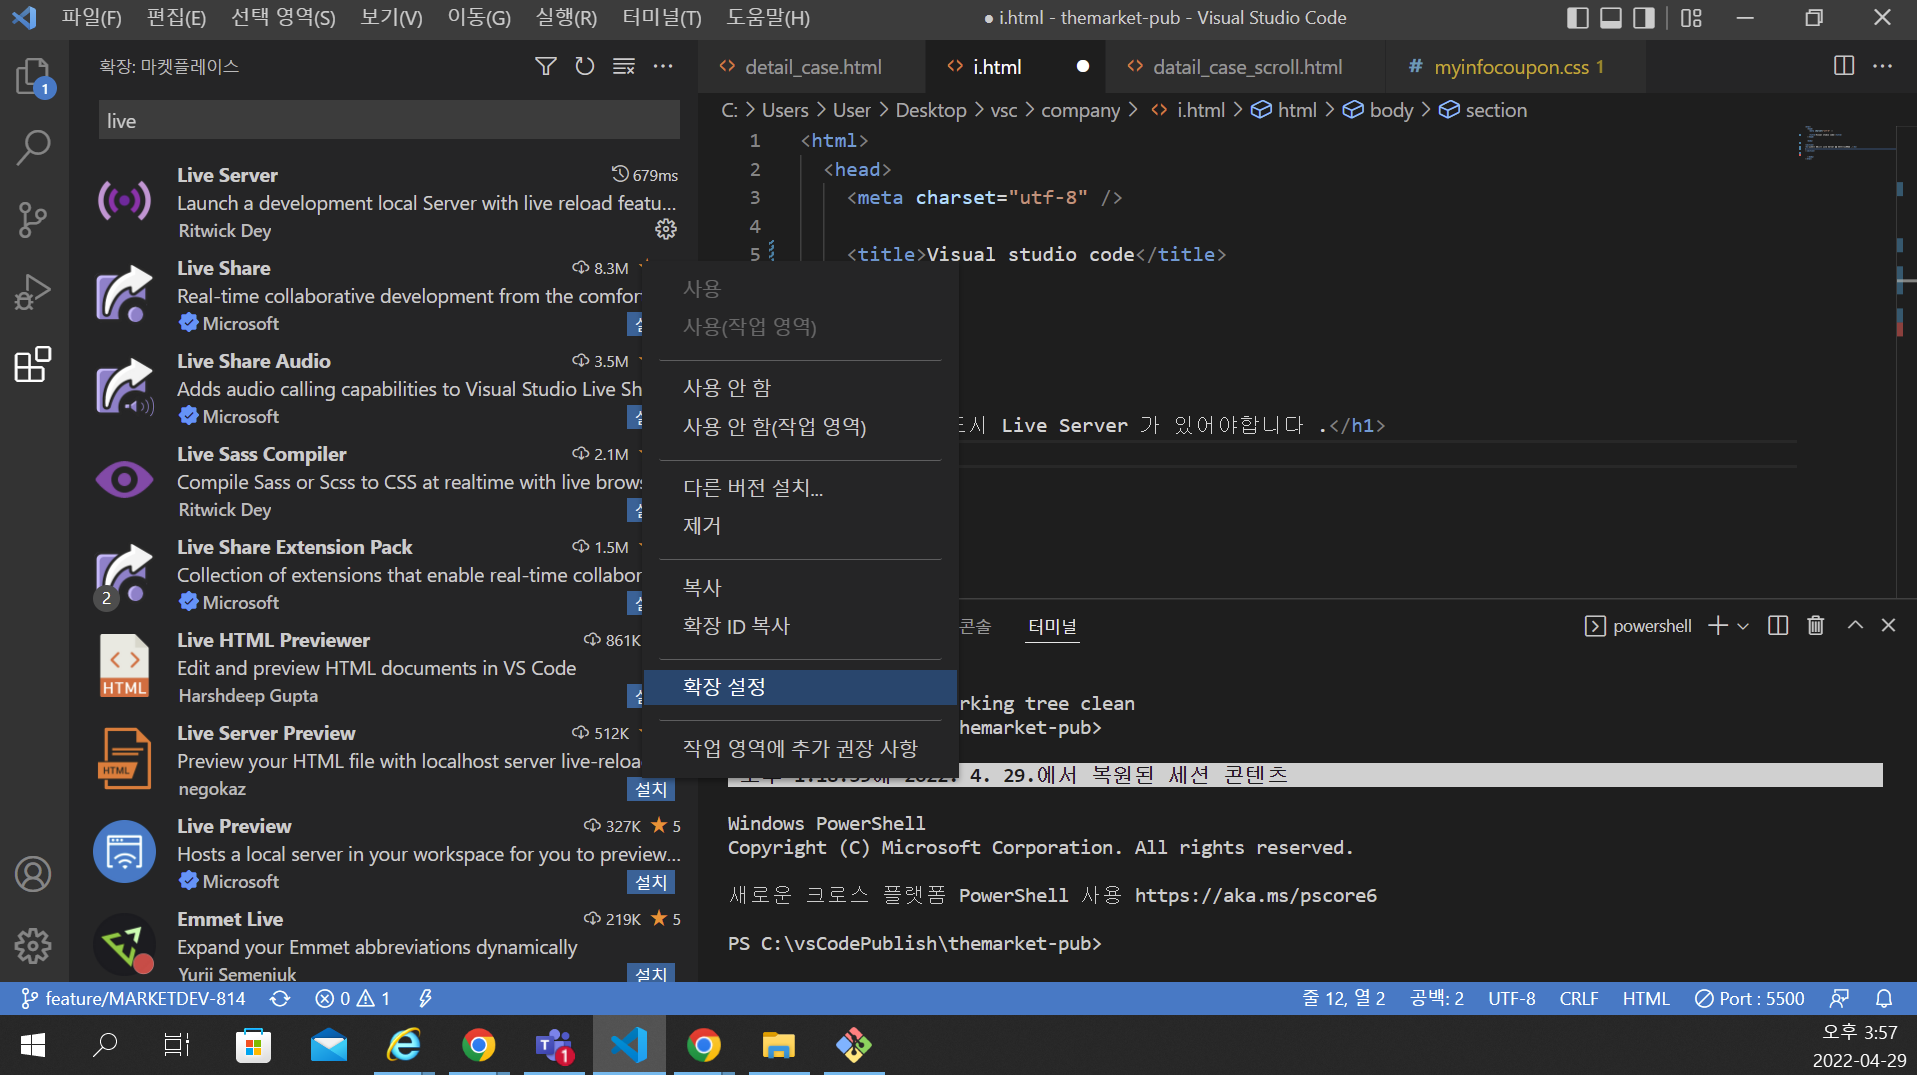 파일(F) 편집(E) 선택 영역(S) 보기(V) 이동(G) 실행(R) 터미널(T) 도움말(H)
● i.html - themarket-pub - Visual Studio Code
확장: 마켓플레이스
live
Live Server 679ms
Launch a development local Server with live reload featu...
Ritwick Dey
Live Share 8.3M
Real-time collaborative development from the comfor
Microsoft
Live Share Audio 3.5M
Adds audio calling capabilities to Visual Studio Live Sh
Microsoft
Live Sass Compiler 2.1M
Compile Sass or Scss to CSS at realtime with live brows
Ritwick Dey
Live Share Extension Pack 1.5M
Collection of extensions that enable real-time collabor
2 Microsoft
Live HTML Previewer 861K
Edit and preview HTML documents in VS Code
HTML
Harshdeep Gupta
Live Server Preview 512K
Preview your HTML file with localhost server live-reloa
HTML
negokaz 설치
Live Preview 327K ★ 5
Hosts a local server in your workspace for you to preview...
Microsoft 설치
Emmet Live 219K ★ 5
Expand your Emmet abbreviations dynamically
Yurii Semeniuk 설치
1
detail_case.html i.html datail_case_scroll.html # myinfocoupon.css 1
C: > Users > User > Desktop > vsc > company > i.html > html > body > section
1 <html>
2 <head>
3 <meta charset="utf-8" />
4
5 <title>Visual studio code</title>
시 Live Server 가 있어야합니다 .</h1>
사용
사용(작업 영역)
사용 안 함
사용 안 함(작업 영역)
다른 버전 설치...
제거
복사
확장 ID 복사
확장 설정
작업 영역에 추가 권장 사항
콘솔 터미널 powershell
rking tree clean
hemarket-pub>
4. 29.에서 복원된 세션 콘텐츠
Windows PowerShell
Copyright (C) Microsoft Corporation. All rights reserved.
새로운 크로스 플랫폼 PowerShell 사용 https://aka.ms/pscore6
PS C:\vsCodePublish\themarket-pub>
feature/MARKETDEV-814 0 1 줄 12, 열 2 공백: 2 UTF-8 CRLF HTML Port : 5500
1
오후 3:57
2022-04-29